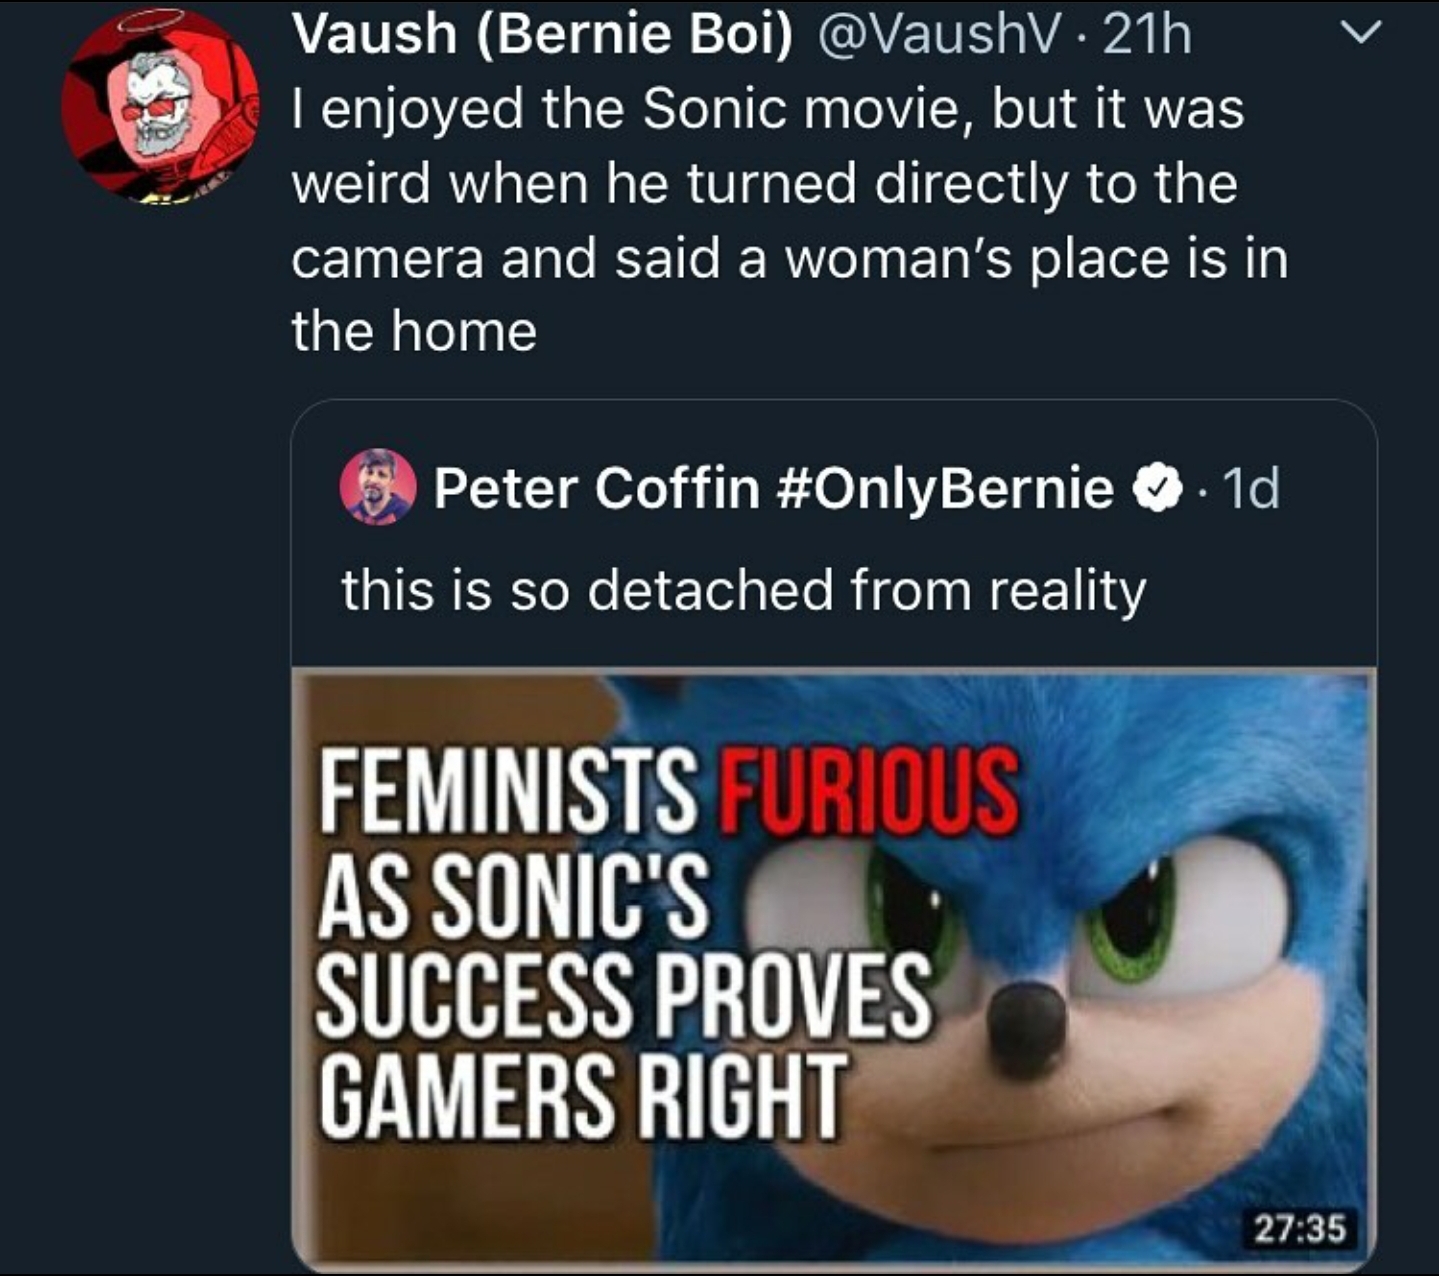 Vaush (Bernie Boi) @VaushV · 21h
I enjoyed the Sonic movie, but it was
weird when he turned directly to the
camera and said a woman’s place is in
the home
Peter Coffin #OnlyBernie · 1d
this is so detached from reality
FEMINISTS FURIOUS
AS SONIC'S
SUCCESS PROVES
GAMERS RIGHT
27:35